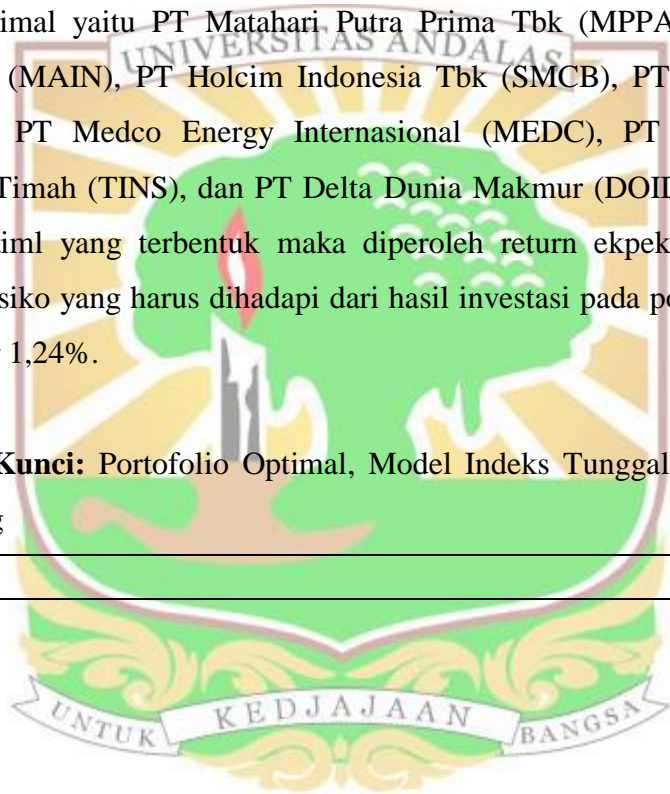 imal yaitu PT Matahari Putra Prima Tbk (MPPA
UNIVERSITAS ANDALAS
(MAIN), PT Holcim Indonesia Tbk (SMCB), PT
PT Medco Energy Internasional (MEDC), PT
Timah (TINS), dan PT Delta Dunia Makmur (DOID
timl yang terbentuk maka diperoleh return ekpek
siko yang harus dihadapi dari hasil investasi pada po
1,24%.
Kunci: Portofolio Optimal, Model Indeks Tunggal
g
UNTUK KEDJAJAAN BANGSA